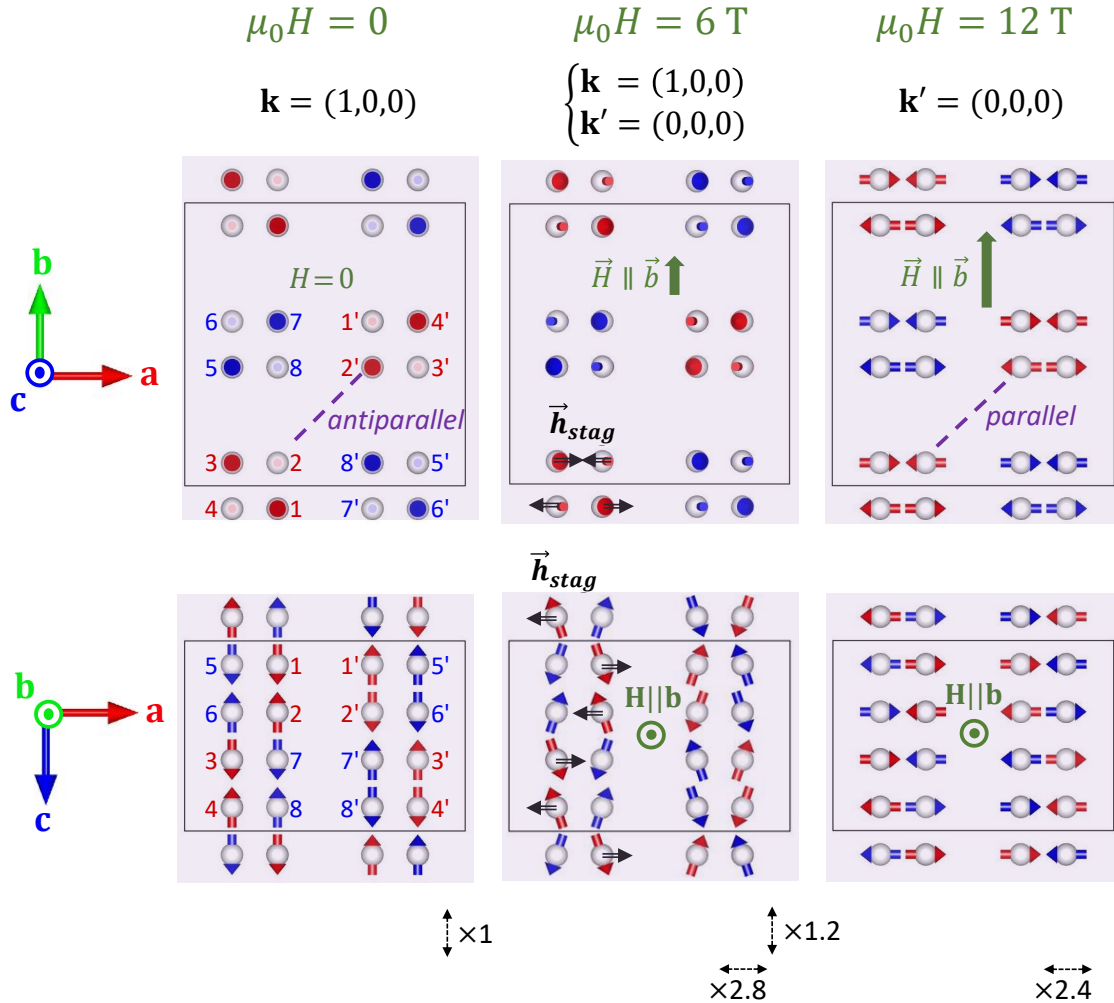 μ₀H = 0
μ₀H = 6 T
μ₀H = 12 T
k = (1,0,0)
k = (1,0,0)
k′ = (0,0,0)
k′ = (0,0,0)
b
a
c
H = 0
H ∥ b
H ∥ b
6 7 1' 4'
5 8 2' 3'
antiparallel
parallel
h_stag
3 2 8' 5'
4 1 7' 6'
h_stag
b
a
c
5 1 1' 5'
6 2 2' 6'
3 7 7' 3'
4 8 8' 4'
H||b
H||b
×1
×1.2
×2.8
×2.4